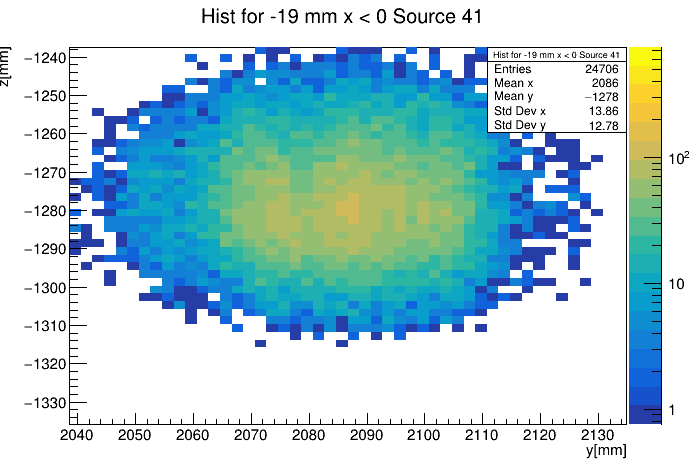 Hist for -19 mm x < 0 Source 41
z[mm]
Hist for -19 mm x < 0 Source 41
Entries 24706
Mean x 2086
Mean y −1278
Std Dev x 13.86
Std Dev y 12.78
−1240
−1250
−1260
−1270
−1280
−1290
−1300
−1310
−1320
−1330
10²
10
1
2040 2050 2060 2070 2080 2090 2100 2110 2120 2130
y[mm]